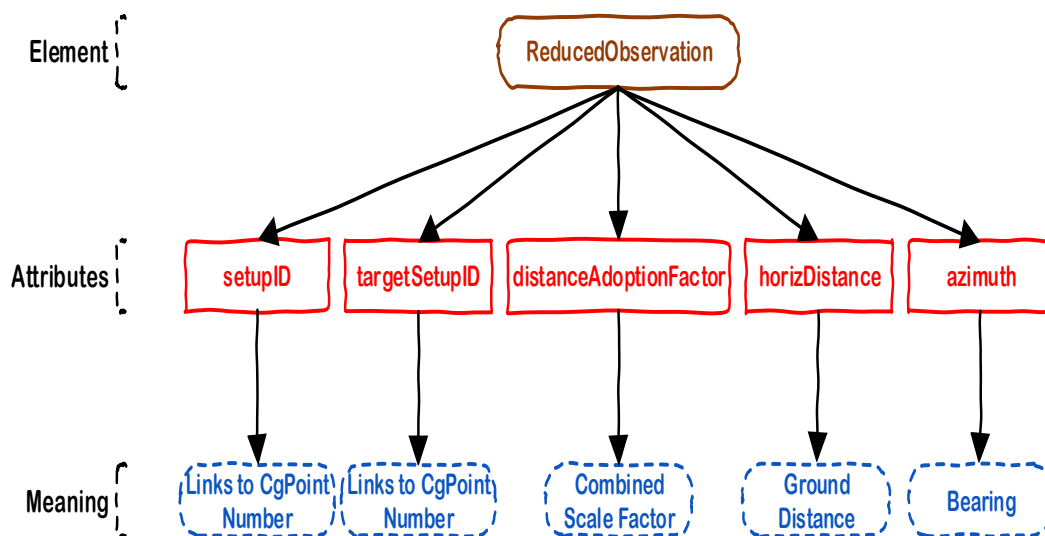 Element
ReducedObservation
Attributes
setupID
targetSetupID
distanceAdoptionFactor
horizDistance
azimuth
Meaning
Links to CgPoint
Number
Links to CgPoint
Number
Combined
Scale Factor
Ground
Distance
Bearing